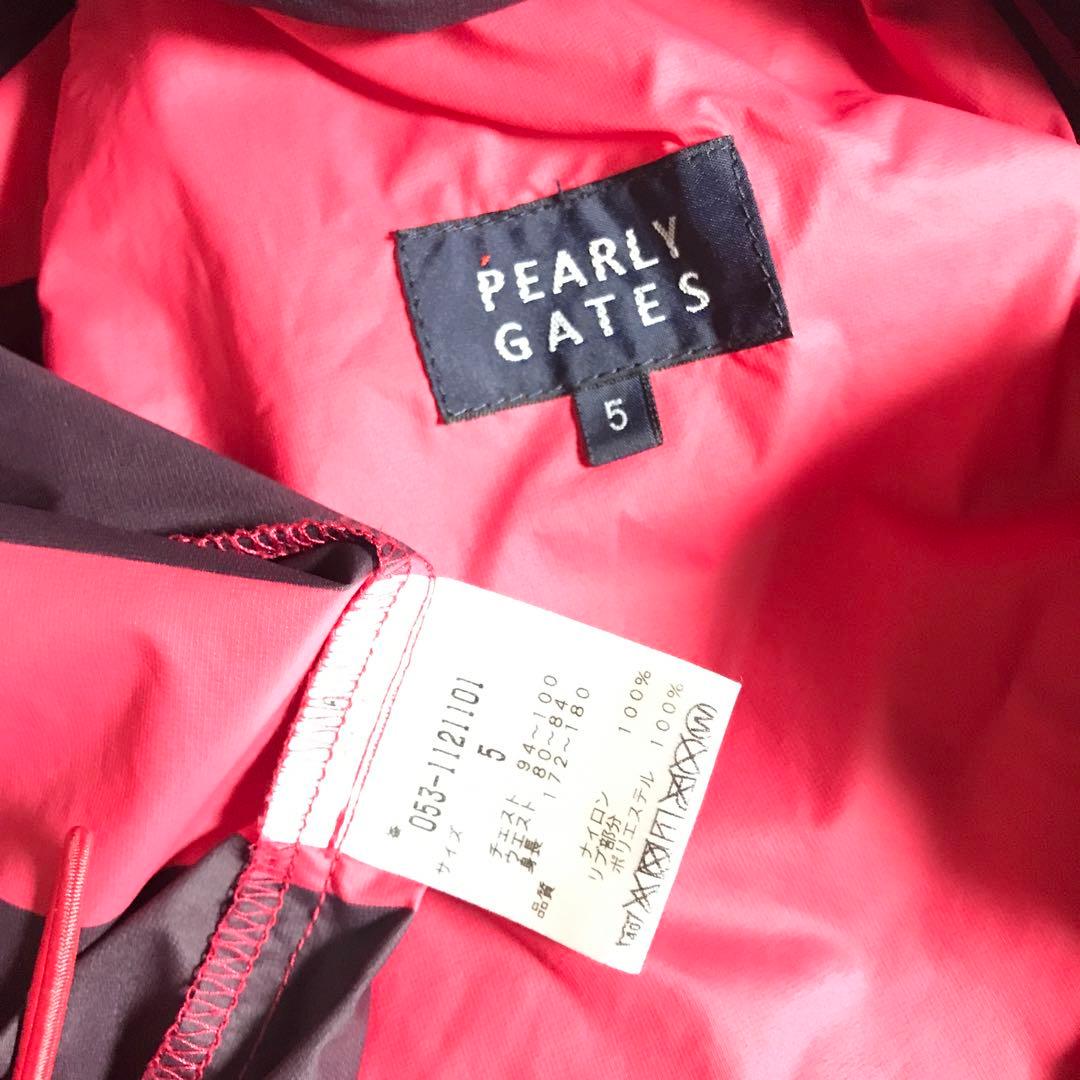 PEARLY
GATES
5
053-1121101
サイズ 5
チェスト 94~100
ウエスト 80~84
身長 172~180
品質
ナイロン 100%
リブ部分
ポリエステル 100%